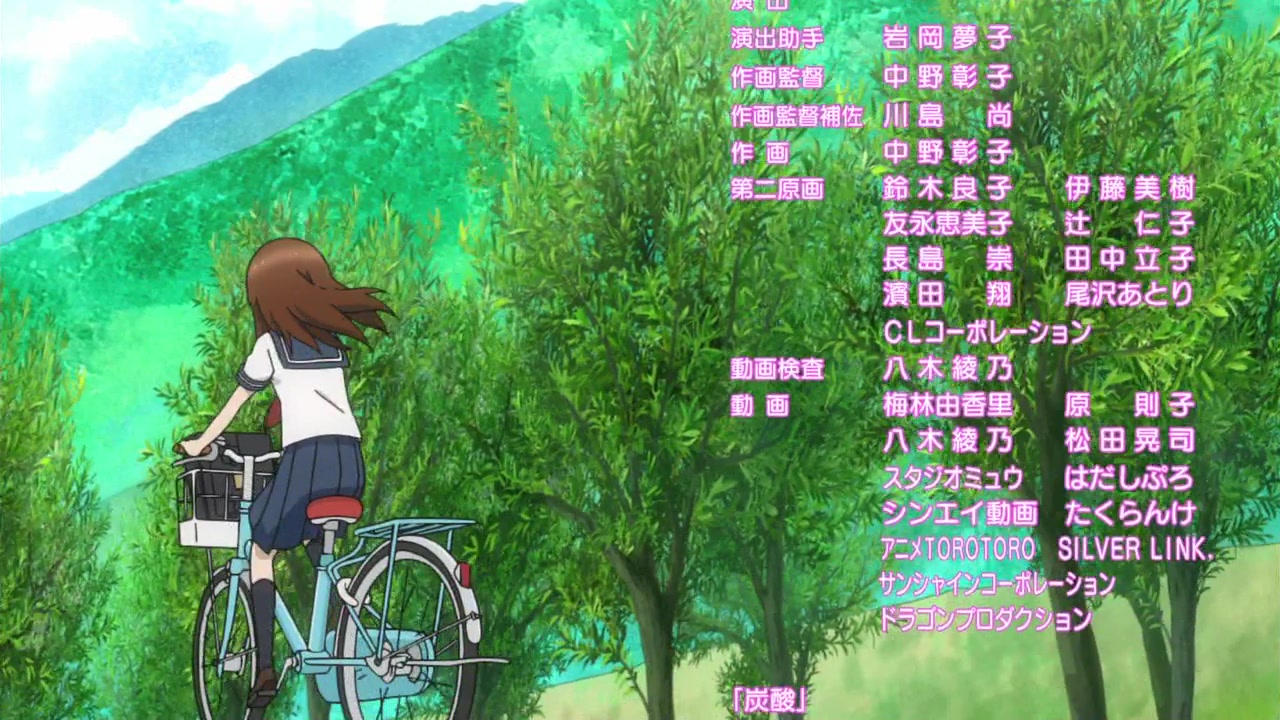 演出
演出助手 岩岡夢子
作画監督 中野彰子
作画監督補佐 川島 尚
作画 中野彰子
第二原画 鈴木良子 伊藤美樹
友永恵美子 辻 仁子
長島 崇 田中立子
濱田 翔 尾沢あとり
CLコーポレーション
動画検査 八木綾乃
動画 梅林由香里 原 則子
八木綾乃 松田晃司
スタジオミュウ はだしぷろ
シンエイ動画 たくらんけ
アニメTOROTORO SILVER LINK.
サンシャインコーポレーション
ドラゴンプロダクション
「炭酸」